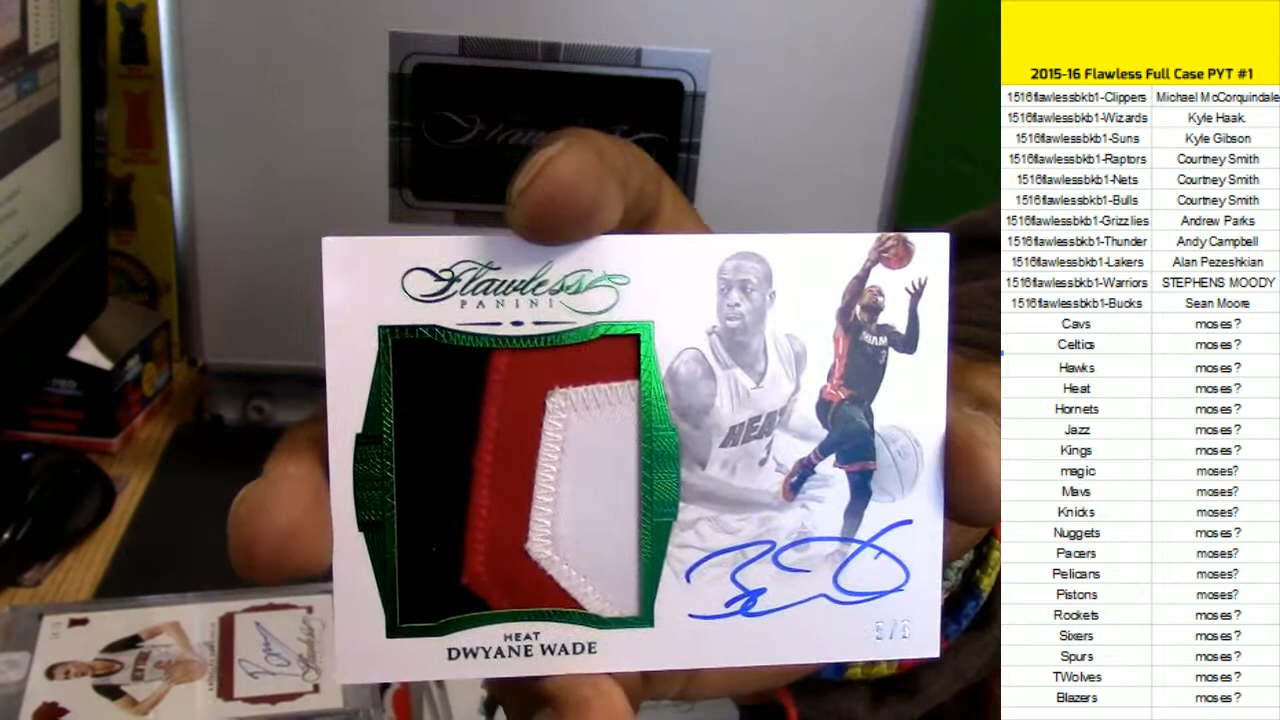 Flawless
PANINI
HEAT
DWYANE WADE
HEAT
5/5
2015-16 Flawless Full Case PYT #1
1516flawlessbkb1-Clippers Michael McCorquindale
1516flawlessbkb1-Wizards Kyle Haak.
1516flawlessbkb1-Suns Kyle Gibson
1516flawlessbkb1-Raptors Courtney Smith
1516flawlessbkb1-Nets Courtney Smith
1516flawlessbkb1-Bulls Courtney Smith
1516flawlessbkb1-Grizzlies Andrew Parks
1516flawlessbkb1-Thunder Andy Campbell
1516flawlessbkb1-Lakers Alan Pezeshkian
1516flawlessbkb1-Warriors STEPHENS MOODY
1516flawlessbkb1-Bucks Sean Moore
Cavs moses?
Celtics moses?
Hawks moses?
Heat moses?
Hornets moses?
Jazz moses?
Kings moses?
magic moses?
Mavs moses?
Knicks moses?
Nuggets moses?
Pacers moses?
Pelicans moses?
Pistons moses?
Rockets moses?
Sixers moses?
Spurs moses?
TWolves moses?
Blazers moses?